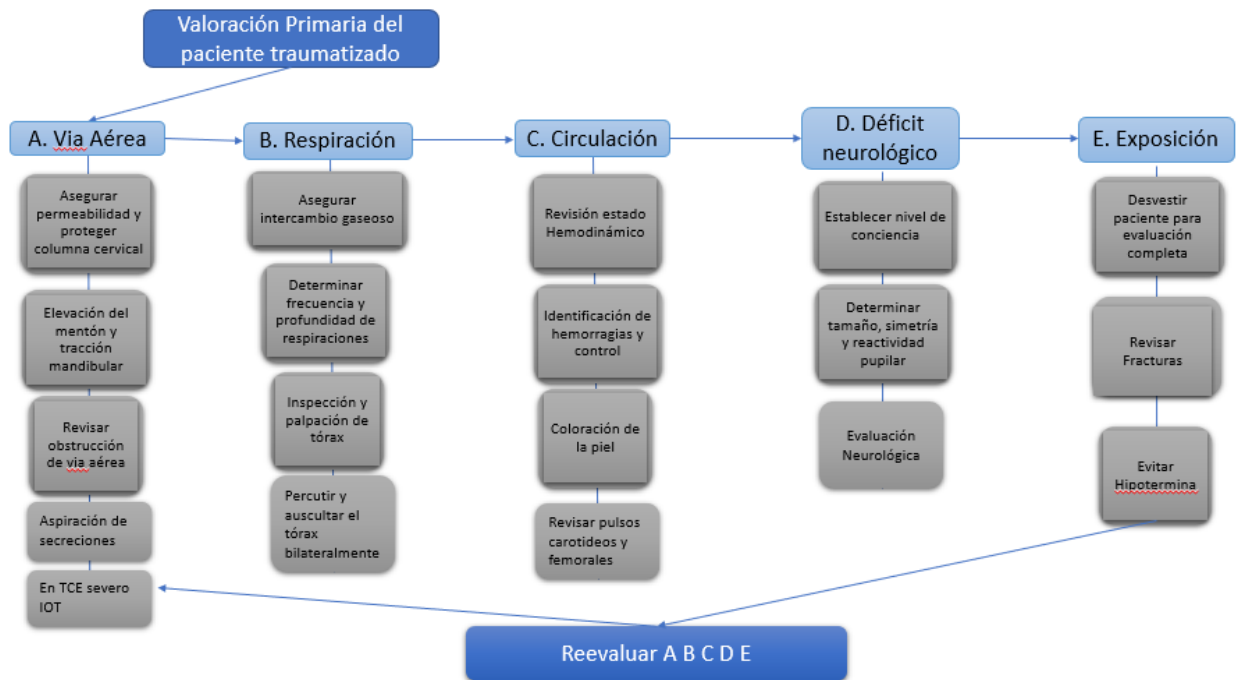 Valoración Primaria del
paciente traumatizado
A. Via Aérea
Asegurar
permeabilidad y
proteger
columna cervical
Elevación del
mentón y
tracción
mandibular
Revisar
obstrucción
de via aérea
Aspiración de
secreciones
En TCE severo
IOT
B. Respiración
Asegurar
intercambio gaseoso
Determinar
frecuencia y
profundidad de
respiraciones
Inspección y
palpación de
tórax
Percutir y
auscultar el
tórax
bilateralmente
C. Circulación
Revisión estado
Hemodinámico
Identificación de
hemorragias y
control
Coloración de
la piel
Revisar pulsos
carotideos y
femorales
D. Déficit
neurológico
Establecer nivel de
conciencia
Determinar
tamaño, simetría
y reactividad
pupilar
Evaluación
Neurológica
E. Exposición
Desvestir
paciente para
evaluación
completa
Revisar
Fracturas
Evitar
Hipotermina
Reevaluar A B C D E